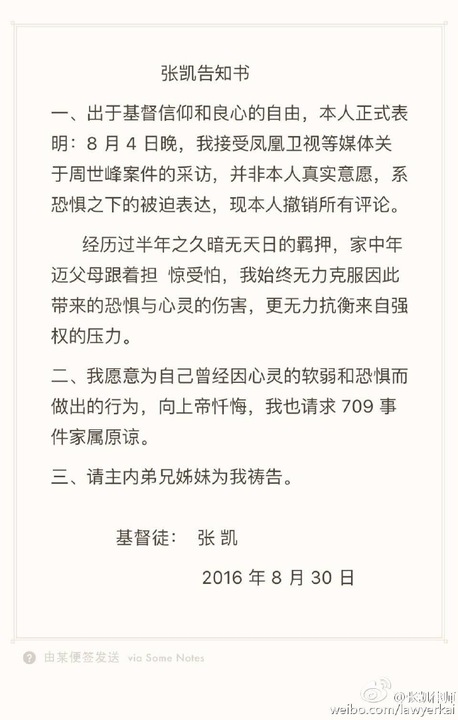 张凯告知书
一、出于基督信仰和良心的自由，本人正式表
明：8 月 4 日晚，我接受凤凰卫视等媒体关
于周世峰案件的采访，并非本人真实意愿，系
恐惧之下的被迫表达，现本人撤销所有评论。
经历过半年之久暗无天日的羁押，家中年
迈父母跟着担 惊受怕，我始终无力克服因此
带来的恐惧与心灵的伤害，更无力抗衡来自强
权的压力。
二、我愿意为自己曾经因心灵的软弱和恐惧而
做出的行为，向上帝忏悔，我也请求 709 事
件家属原谅。
三、请主内弟兄姊妹为我祷告。
基督徒： 张 凯
2016 年 8 月 30 日
? 由某便签发送 via Some Notes
@张凯律师
weibo.com/lawyerkai